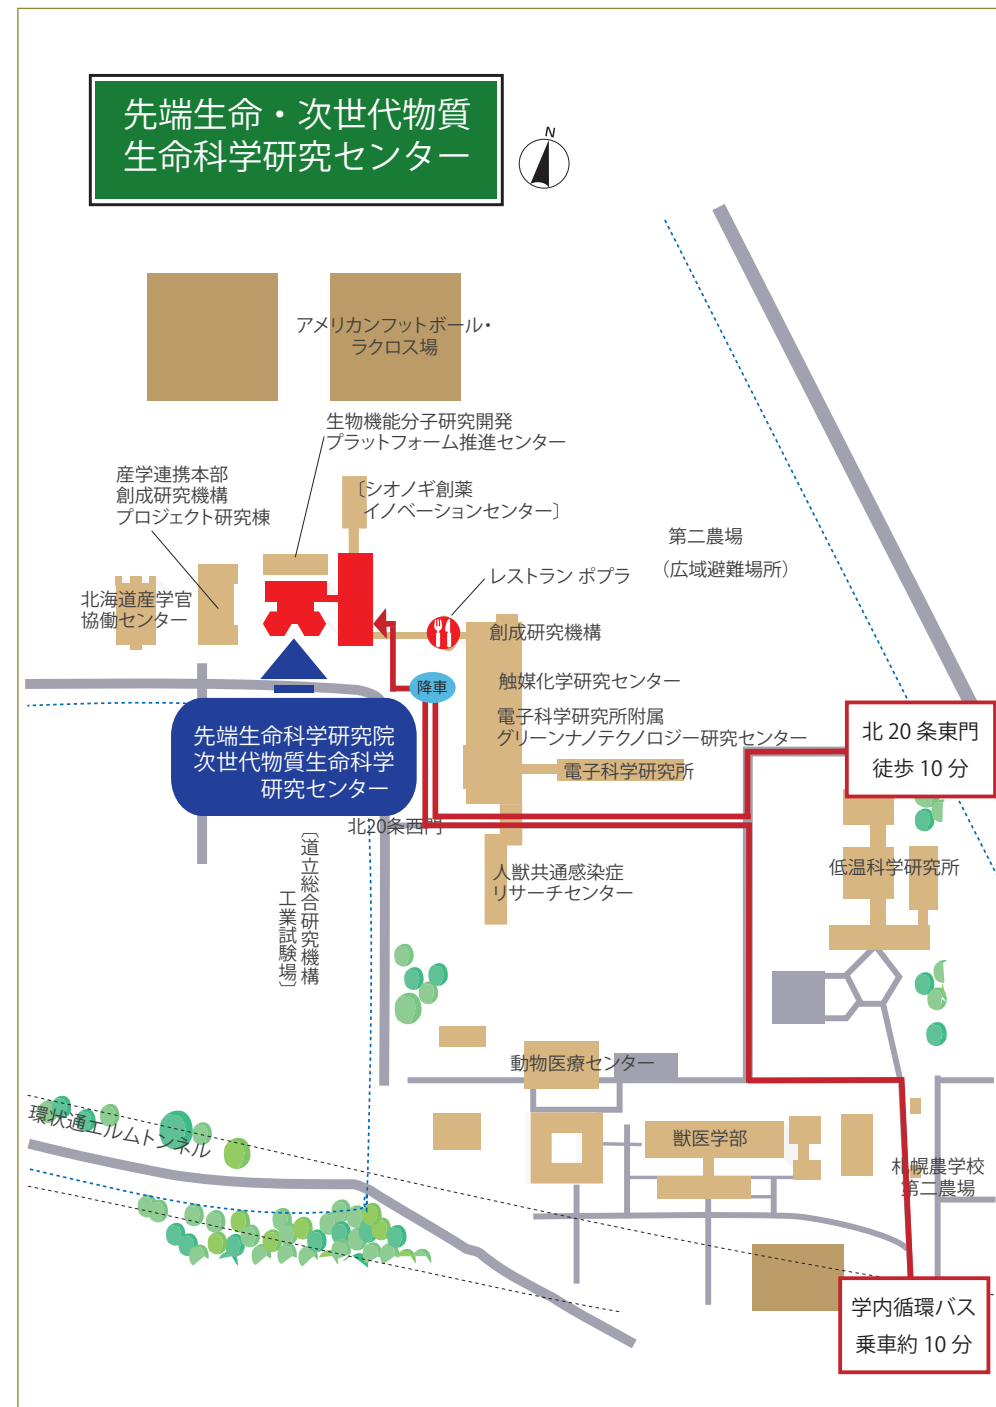 先端生命・次世代物質
生命科学研究センター
N
アメリカンフットボール・
ラクロス場
生物機能分子研究開発
プラットフォーム推進センター
産学連携本部
創成研究機構
プロジェクト研究棟
〔シオノギ創薬
イノベーションセンター〕
第二農場
（広域避難場所）
レストラン ポプラ
北海道産学官
協働センター
創成研究機構
触媒化学研究センター
降車
電子科学研究所附属
グリーンナノテクノロジー研究センター
北 20 条東門
徒歩 10 分
先端生命科学研究院
次世代物質生命科学
研究センター
電子科学研究所
北20条西門
〔道立総合研究機構
工業試験場〕
人獣共通感染症
リサーチセンター
低温科学研究所
動物医療センター
環状通エルムトンネル
獣医学部
札幌農学校
第二農場
学内循環バス
乗車約 10 分